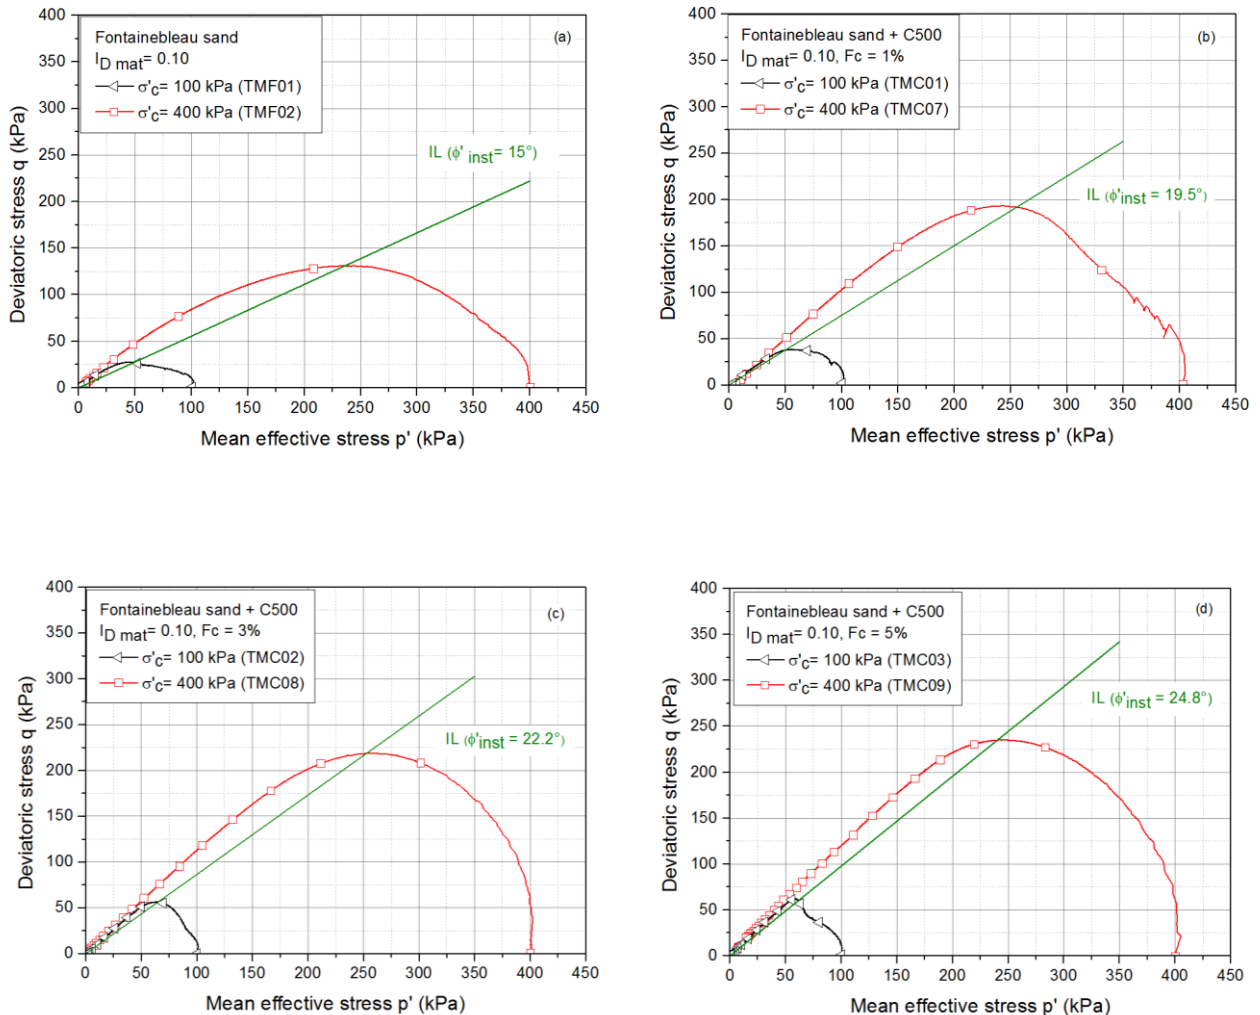 Fontainebleau sand
I_D mat= 0.10
σ'c= 100 kPa (TMF01)
σ'c= 400 kPa (TMF02)
(a)
IL (ϕ' inst= 15°)
400
350
300
250
200
150
100
50
0
0 50 100 150 200 250 300 350 400 450
Deviatoric stress q (kPa)
Mean effective stress p' (kPa)
Fontainebleau sand + C500
I_D mat= 0.10, Fc = 1%
σ'c= 100 kPa (TMC01)
σ'c= 400 kPa (TMC07)
(b)
IL (ϕ'inst= 19.5°)
400
350
300
250
200
150
100
50
0
0 50 100 150 200 250 300 350 400 450
Deviatoric stress q (kPa)
Mean effective stress p' (kPa)
Fontainebleau sand + C500
I_D mat= 0.10, Fc = 3%
σ'c= 100 kPa (TMC02)
σ'c= 400 kPa (TMC08)
(c)
IL (ϕ'inst= 22.2°)
400
350
300
250
200
150
100
50
0
0 50 100 150 200 250 300 350 400 450
Deviatoric stress q (kPa)
Mean effective stress p' (kPa)
Fontainebleau sand + C500
I_D mat= 0.10, Fc = 5%
σ'c= 100 kPa (TMC03)
σ'c= 400 kPa (TMC09)
(d)
IL (ϕ'inst= 24.8°)
400
350
300
250
200
150
100
50
0
0 50 100 150 200 250 300 350 400 450
Deviatoric stress q (kPa)
Mean effective stress p' (kPa)